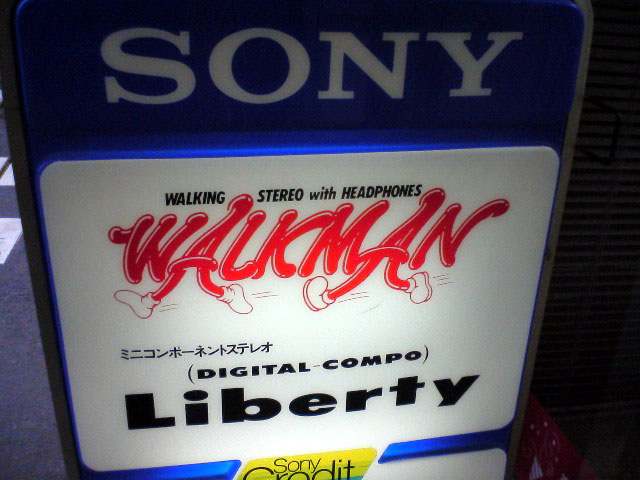 SONY
WALKING STEREO with HEADPHONES
WALKMAN
ミニコンポーネントステレオ
(DIGITAL-COMPO)
Liberty
Sony
Credit